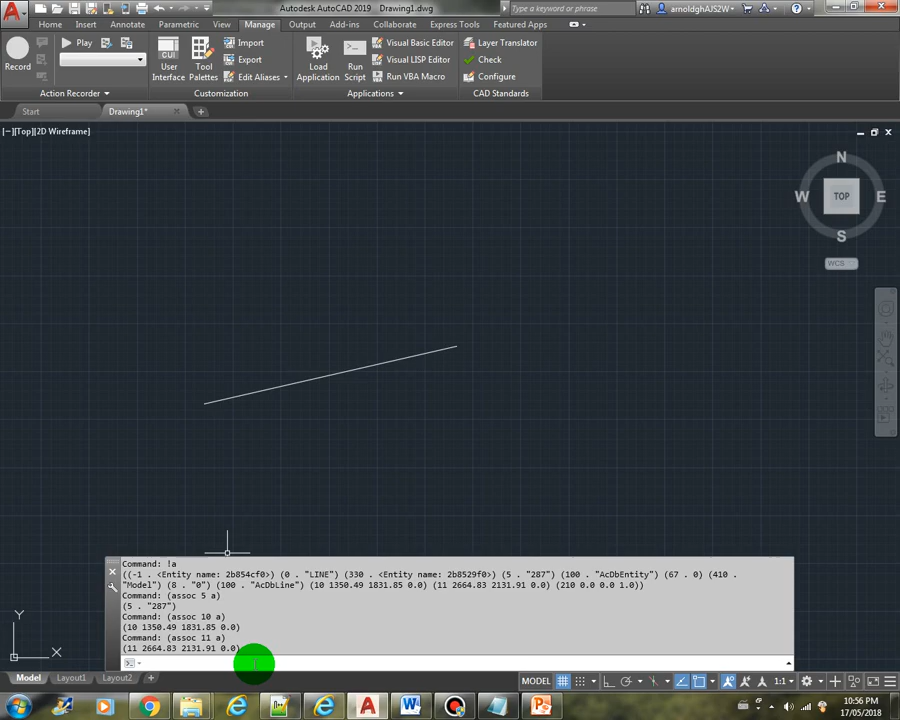 Autodesk AutoCAD 2019 Drawing1.dwg
Type a keyword or phrase
arnoldghAJS2W
Home Insert Annotate Parametric View Manage Output Add-ins Collaborate Express Tools Featured Apps
Play
Record
Action Recorder
CUI
User Interface
Tool Palettes
Import
Export
Edit Aliases
Customization
Load Application
Run Script
Visual Basic Editor
Visual LISP Editor
Run VBA Macro
Applications
Layer Translator
Check
Configure
CAD Standards
Start
Drawing1*
[−][Top][2D Wireframe]
N
W TOP E
S
WCS
Command: !a
((-1 . <Entity name: 2b854cf0>) (0 . "LINE") (330 . <Entity name: 2b8529f0>) (5 . "287") (100 . "AcDbEntity") (67 . 0) (410 .
"Model") (8 . "0") (100 . "AcDbLine") (10 1350.49 1831.85 0.0) (11 2664.83 2131.91 0.0) (210 0.0 0.0 1.0))
Command: (assoc 5 a)
(5 . "287")
Command: (assoc 10 a)
(10 1350.49 1831.85 0.0)
Command: (assoc 11 a)
(11 2664.83 2131.91 0.0)
Y
X
Model Layout1 Layout2 +
MODEL
1:1
10:56 PM
17/05/2018